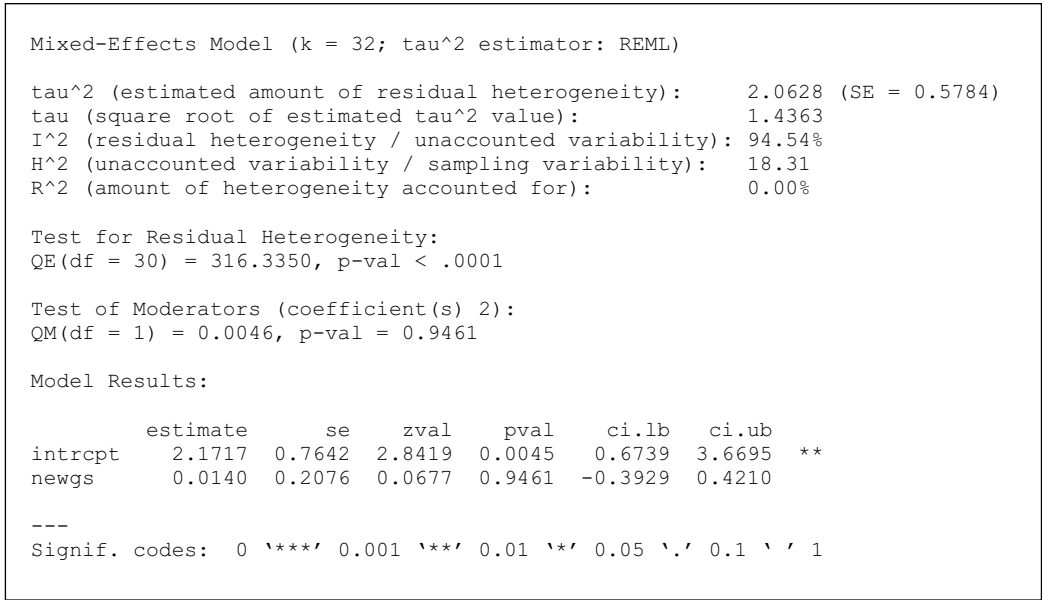 Mixed-Effects Model (k = 32; tau^2 estimator: REML)
tau^2 (estimated amount of residual heterogeneity): 2.0628 (SE = 0.5784)
tau (square root of estimated tau^2 value): 1.4363
I^2 (residual heterogeneity / unaccounted variability): 94.54%
H^2 (unaccounted variability / sampling variability): 18.31
R^2 (amount of heterogeneity accounted for): 0.00%
Test for Residual Heterogeneity:
QE(df = 30) = 316.3350, p-val < .0001
Test of Moderators (coefficient(s) 2):
QM(df = 1) = 0.0046, p-val = 0.9461
Model Results:
estimate se zval pval ci.lb ci.ub
intrcpt 2.1717 0.7642 2.8419 0.0045 0.6739 3.6695 **
newgs 0.0140 0.2076 0.0677 0.9461 -0.3929 0.4210
---
Signif. codes: 0 ‘***’ 0.001 ‘**’ 0.01 ‘*’ 0.05 ‘.’ 0.1 ‘ ’ 1